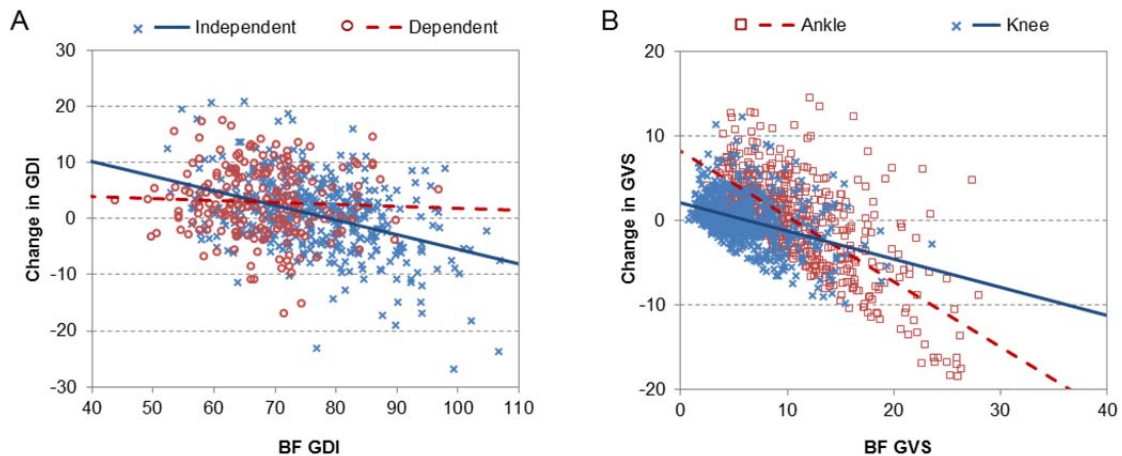 A
Independent
Dependent
Change in GDI
30
20
10
0
-10
-20
-30
40 50 60 70 80 90 100 110
BF GDI
B
Ankle
Knee
Change in GVS
20
10
0
-10
-20
0 10 20 30 40
BF GVS